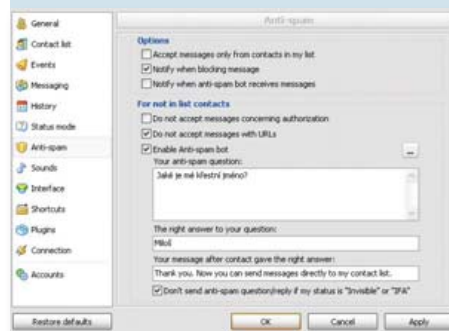 Anti-spam
General
Contact list
Events
Messaging
History
Status mode
Anti-spam
Sounds
Interface
Shortcuts
Plugins
Connection
Accounts
Options
Accept messages only from contacts in my list
Notify when blocking message
Notify when anti-spam bot receives messages
For not in list contacts
Do not accept messages concerning authorization
Do not accept messages with URLs
Enable Anti-spam bot
...
Your anti-spam question:
Jaké je mé křestní jméno?
The right answer to your question:
Miloš
Your message after contact gave the right answer:
Thank you. Now you can send messages directly to my contact list.
Don't send anti-spam question/reply if my status is "Invisible" or "IFA"
Restore defaults
OK
Cancel
Apply